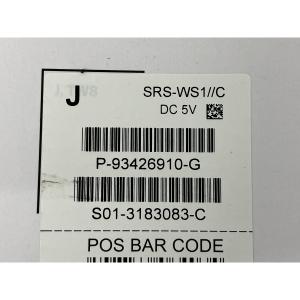 J
SRS-WS1//C
DC 5V
P-93426910-G
S01-3183083-C
POS BAR CODE